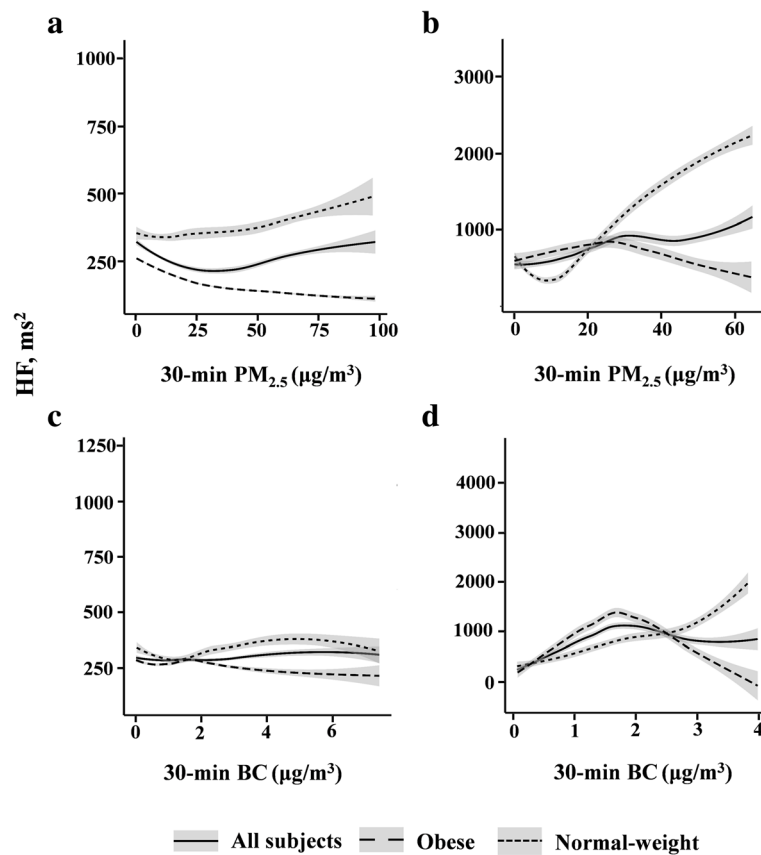 a
1000
750
500
250
0 25 50 75 100
30-min PM2.5 (µg/m³)
b
3000
2000
1000
0 20 40 60
30-min PM2.5 (µg/m³)
HF, ms²
c
1250
1000
750
500
250
0 2 4 6
30-min BC (µg/m³)
d
4000
3000
2000
1000
0
0 1 2 3 4
30-min BC (µg/m³)
All subjects Obese Normal-weight